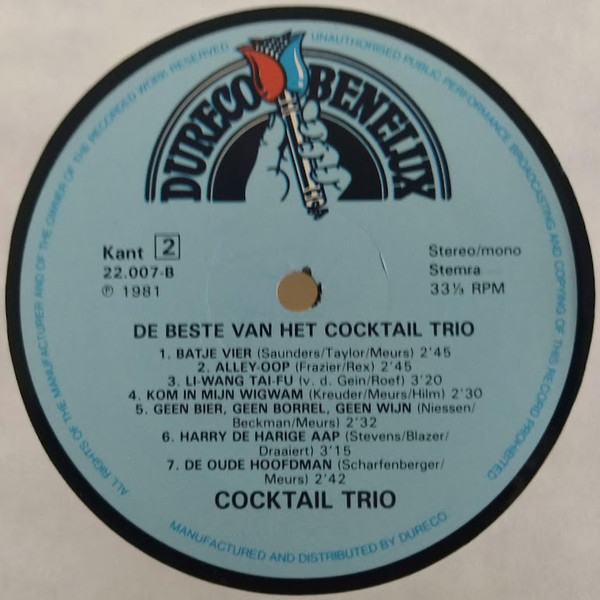 DURECO BENELUX
UNAUTHORISED PUBLIC PERFORMANCE BROADCASTING AND COPYING OF THIS RECORD PROHIBITED
ALL RIGHTS OF THE MANUFACTURER AND OF THE OWNER OF THE RECORDED WORK RESERVED
Kant 2
22.007-B
℗ 1981
Stereo/mono
Stemra
33⅓ RPM
DE BESTE VAN HET COCKTAIL TRIO
1. BATJE VIER (Saunders/Taylor/Meurs) 2'45
2. ALLEY-OOP (Frazier/Rex) 2'45
3. LI-WANG TAI-FU (v. d. Gein/Roef) 3'20
4. KOM IN MIJN WIGWAM (Kreuder/Meurs/Hilm) 2'30
5. GEEN BIER, GEEN BORREL, GEEN WIJN (Niessen/
Beckman/Meurs) 2'32
6. HARRY DE HARIGE AAP (Stevens/Blazer/
Draaiert) 3'15
7. DE OUDE HOOFDMAN (Scharfenberger/
Meurs) 2'42
COCKTAIL TRIO
MANUFACTURED AND DISTRIBUTED BY DURECO